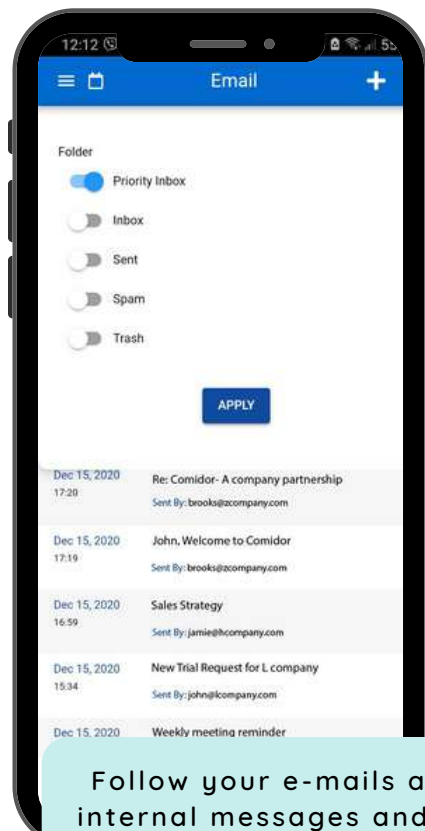 12:12
Email
Folder
Priority Inbox
Inbox
Sent
Spam
Trash
APPLY
Dec 15, 2020 Re: Comidor- A company partnership
17:20 Sent By: brooks@zcompany.com
Dec 15, 2020 John, Welcome to Comidor
17:19 Sent By: brooks@zcompany.com
Dec 15, 2020 Sales Strategy
16:59 Sent By: jamie@hcompany.com
Dec 15, 2020 New Trial Request for L company
15:34 Sent By: john@lcompany.com
Dec 15, 2020 Weekly meeting reminder
Follow your e-mails a
internal messages and